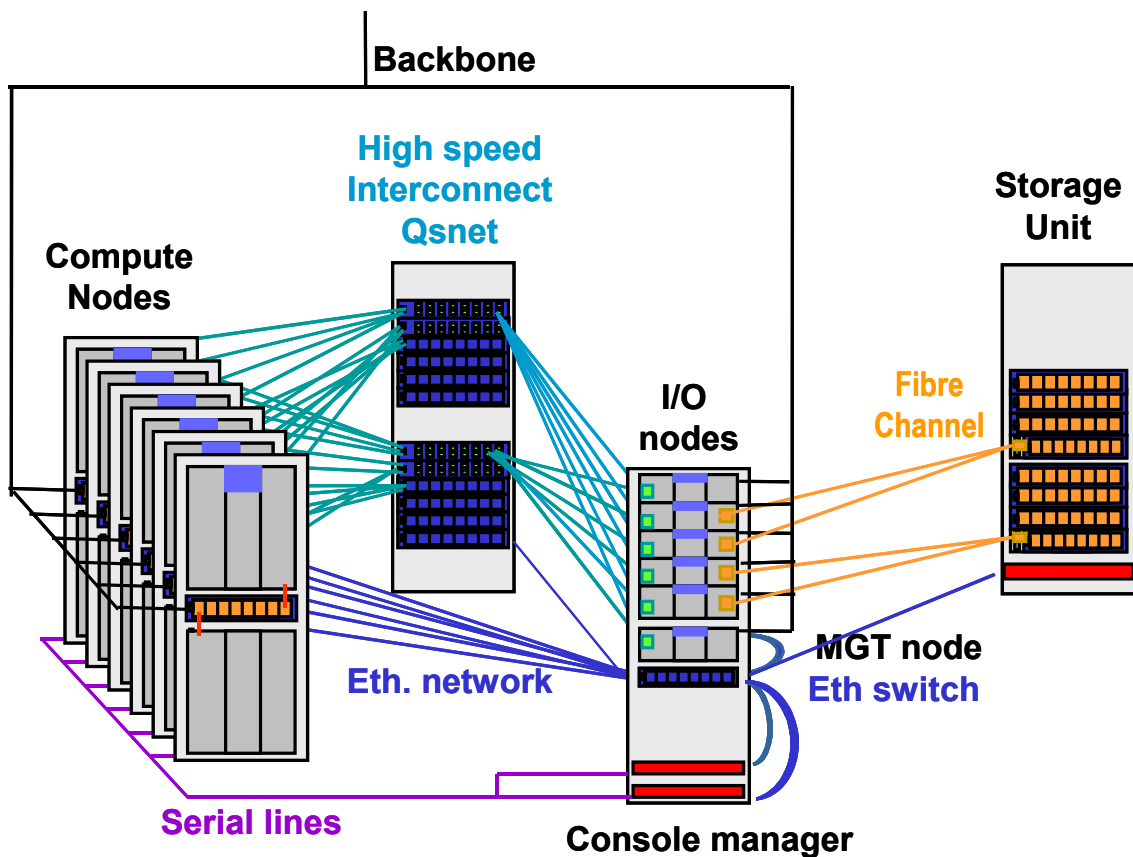 Backbone
High speed
Interconnect
Qsnet
Storage
Unit
Compute
Nodes
I/O
nodes
Fibre
Channel
MGT node
Eth. network
Eth switch
Serial lines
Console manager